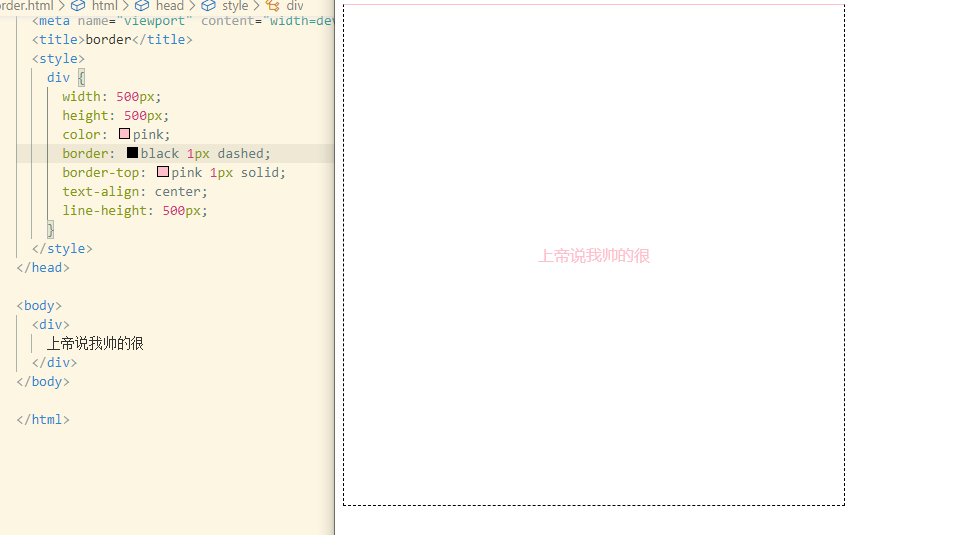 order.html > html > head > style > div
<meta name="viewport" content="width=dev
<title>border</title>
<style>
div {
width: 500px;
height: 500px;
color: pink;
border: black 1px dashed;
border-top: pink 1px solid;
text-align: center;
line-height: 500px;
}
</style>
</head>
<body>
<div>
上帝说我帅的很
</div>
</body>
</html>
上帝说我帅的很